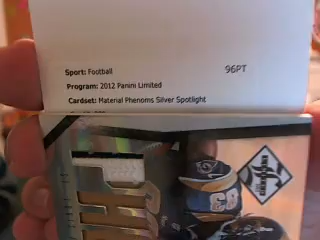 Sport: Football
96PT
Program: 2012 Panini Limited
Cardset: Material Phenoms Silver Spotlight